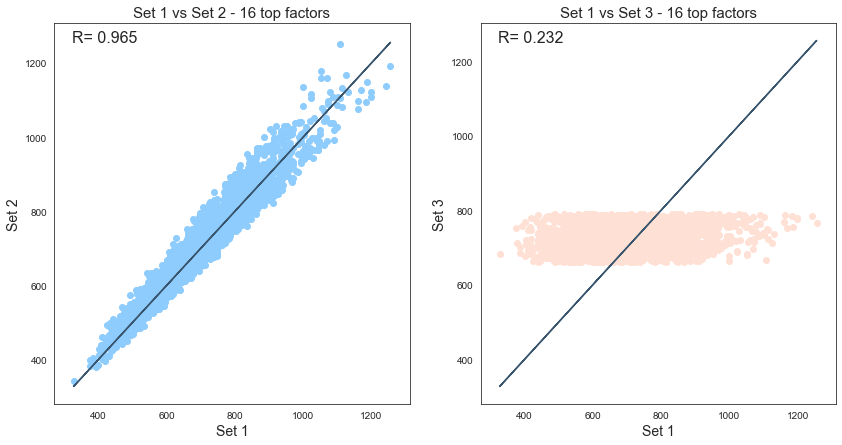 Set 1 vs Set 2 - 16 top factors
R= 0.965
1200
1000
800
600
400
Set 2
400 600 800 1000 1200
Set 1
Set 1 vs Set 3 - 16 top factors
R= 0.232
1200
1000
800
600
400
Set 3
400 600 800 1000 1200
Set 1